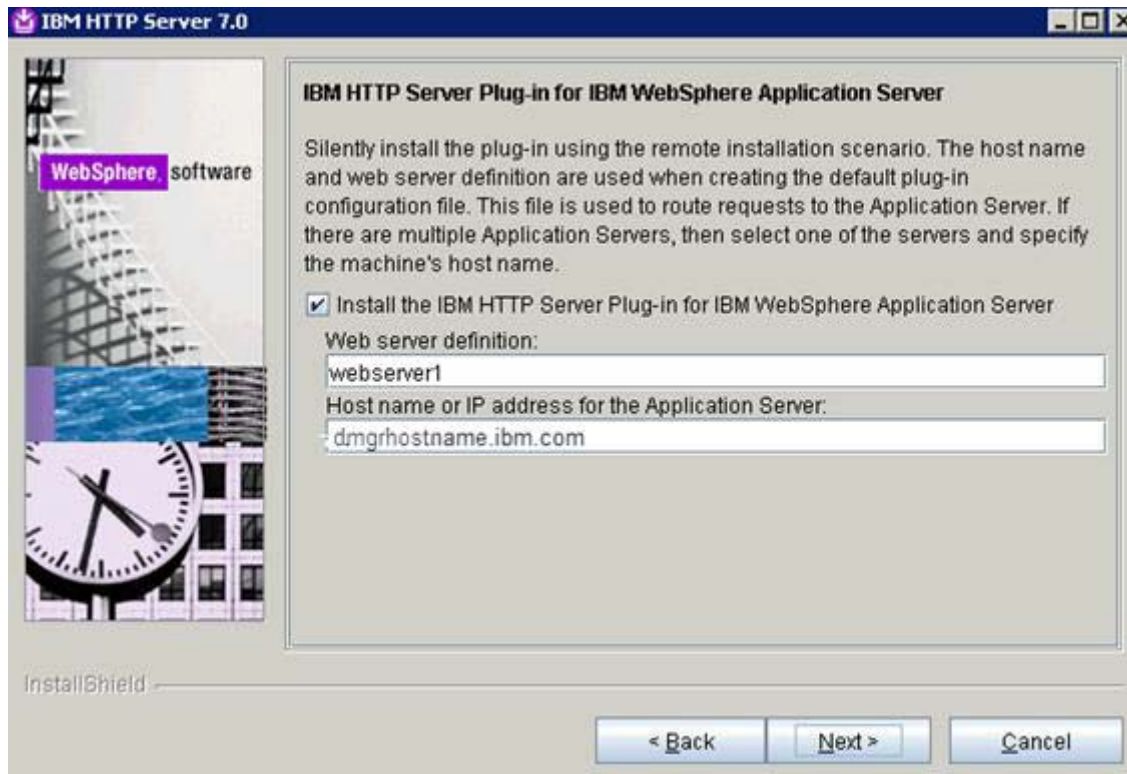 IBM HTTP Server 7.0
WebSphere. software
IBM HTTP Server Plug-in for IBM WebSphere Application Server
Silently install the plug-in using the remote installation scenario. The host name
and web server definition are used when creating the default plug-in
configuration file. This file is used to route requests to the Application Server. If
there are multiple Application Servers, then select one of the servers and specify
the machine's host name.
Install the IBM HTTP Server Plug-in for IBM WebSphere Application Server
Web server definition:
webserver1
Host name or IP address for the Application Server:
dmgrhostname.ibm.com
InstallShield
< Back
Next >
Cancel